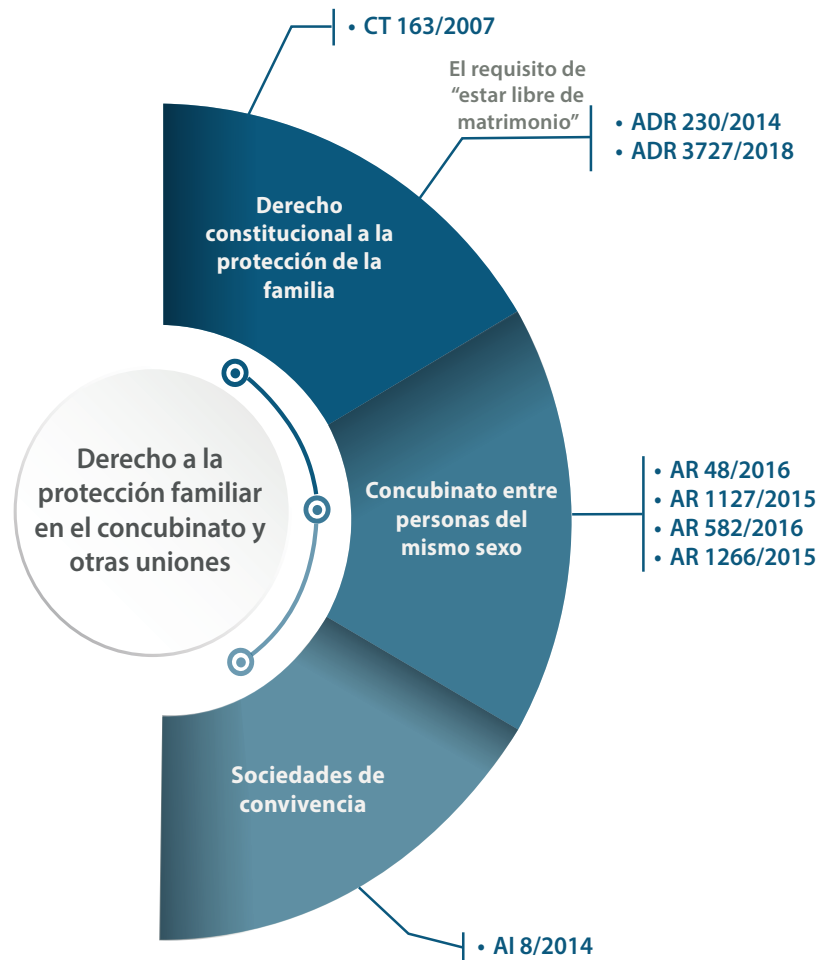 • CT 163/2007
El requisito de
“estar libre de
matrimonio”
• ADR 230/2014
• ADR 3727/2018
Derecho
constitucional a la
protección de la
familia
Derecho a la
protección familiar
en el concubinato y
otras uniones
Concubinato entre
personas del
mismo sexo
• AR 48/2016
• AR 1127/2015
• AR 582/2016
• AR 1266/2015
Sociedades de
convivencia
• AI 8/2014